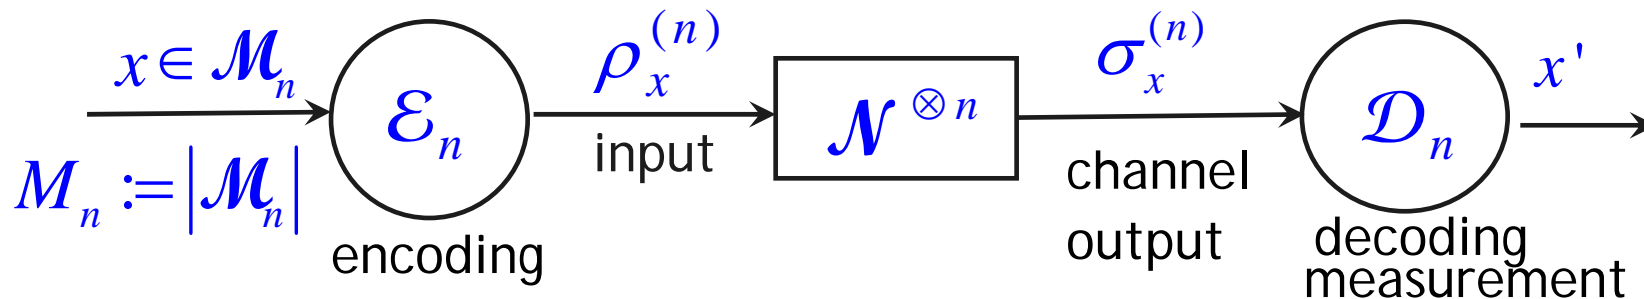 x ∈ ℳₙ
Mₙ := |ℳₙ|
ℰₙ
encoding
ρₓ⁽ⁿ⁾
input
𝒩 ⊗ n
σₓ⁽ⁿ⁾
channel
output
𝒟ₙ
decoding
measurement
x'